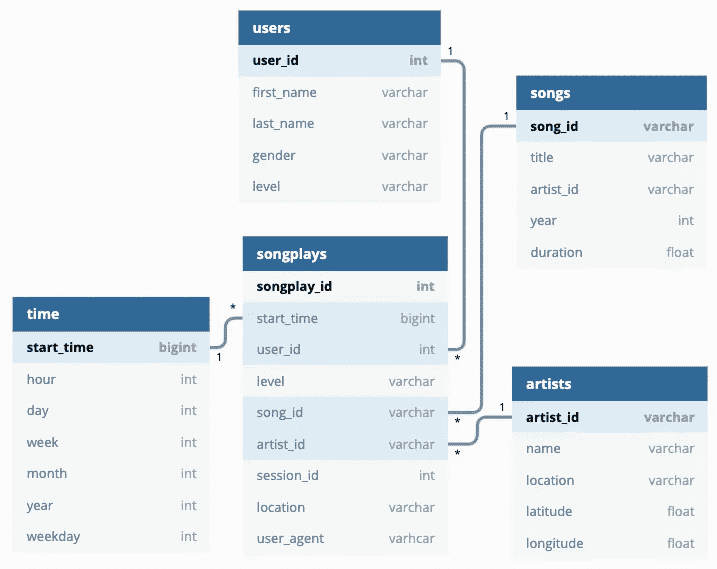 users
user_id int
first_name varchar
last_name varchar
gender varchar
level varchar
songs
song_id varchar
title varchar
artist_id varchar
year int
duration float
songplays
songplay_id int
start_time bigint
user_id int
level varchar
song_id varchar
artist_id varchar
session_id int
location varchar
user_agent varhcar
time
start_time bigint
hour int
day int
week int
month int
year int
weekday int
artists
artist_id varchar
name varchar
location varchar
latitude float
longitude float
1
*
1
*
1
*
1
*